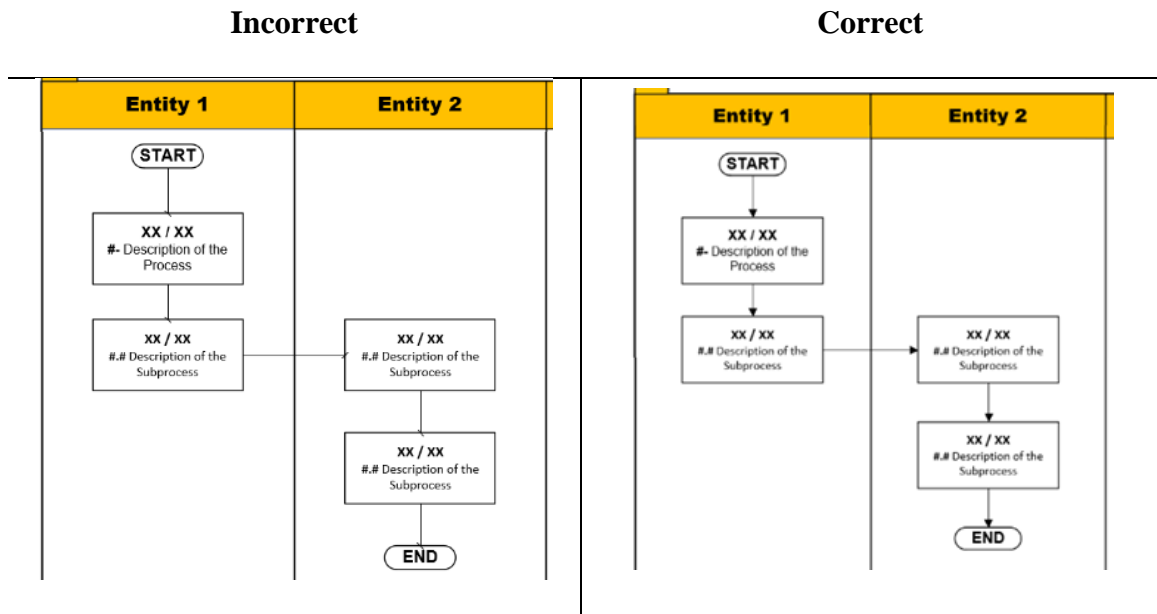 Incorrect
Correct
Entity 1
Entity 2
START
XX / XX
#- Description of the
Process
XX / XX
#.# Description of the
Subprocess
XX / XX
#.# Description of the
Subprocess
XX / XX
#.# Description of the
Subprocess
END
Entity 1
Entity 2
START
XX / XX
#- Description of the
Process
XX / XX
#.# Description of the
Subprocess
XX / XX
#.# Description of the
Subprocess
XX / XX
#.# Description of the
Subprocess
END